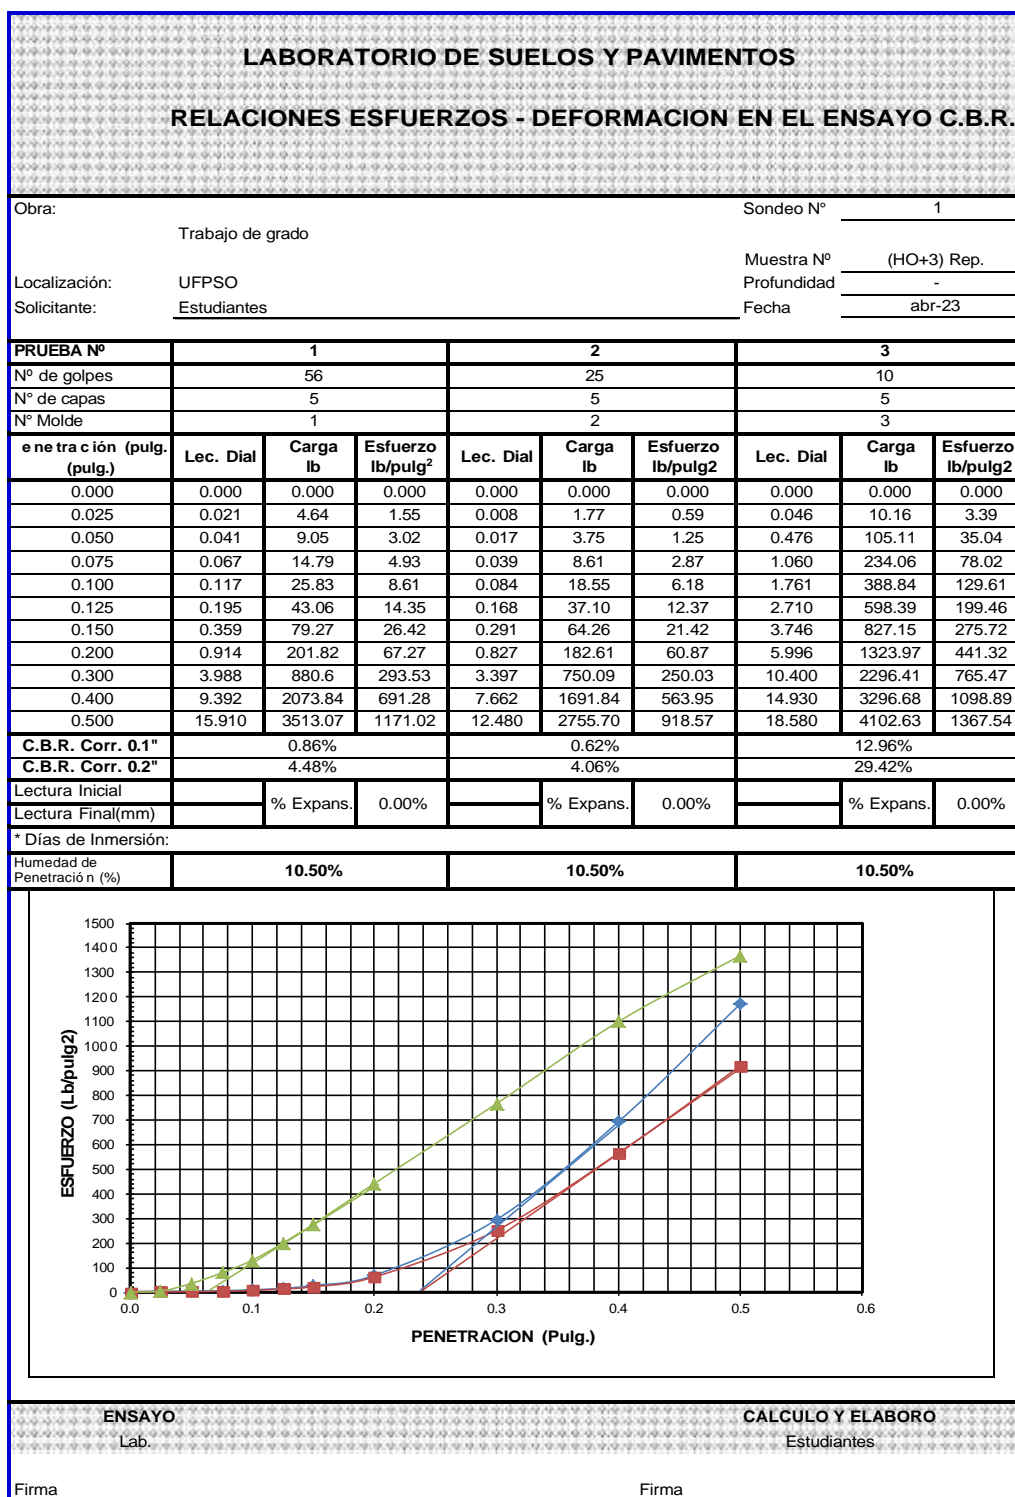 LABORATORIO DE SUELOS Y PAVIMENTOS
RELACIONES ESFUERZOS - DEFORMACION EN EL ENSAYO C.B.R.
Obra: Sondeo N° 1
Trabajo de grado
Muestra Nº (HO+3) Rep.
Localización: UFPSO Profundidad -
Solicitante: Estudiantes Fecha abr-23
PRUEBA Nº 1 2 3
Nº de golpes 56 25 10
N° de capas 5 5 5
N° Molde 1 2 3
enetración (pulg. (pulg.) Lec. Dial Carga lb Esfuerzo lb/pulg² Lec. Dial Carga lb Esfuerzo lb/pulg2 Lec. Dial Carga lb Esfuerzo lb/pulg2
0.000 0.000 0.000 0.000 0.000 0.000 0.000 0.000 0.000 0.000
0.025 0.021 4.64 1.55 0.008 1.77 0.59 0.046 10.16 3.39
0.050 0.041 9.05 3.02 0.017 3.75 1.25 0.476 105.11 35.04
0.075 0.067 14.79 4.93 0.039 8.61 2.87 1.060 234.06 78.02
0.100 0.117 25.83 8.61 0.084 18.55 6.18 1.761 388.84 129.61
0.125 0.195 43.06 14.35 0.168 37.10 12.37 2.710 598.39 199.46
0.150 0.359 79.27 26.42 0.291 64.26 21.42 3.746 827.15 275.72
0.200 0.914 201.82 67.27 0.827 182.61 60.87 5.996 1323.97 441.32
0.300 3.988 880.6 293.53 3.397 750.09 250.03 10.400 2296.41 765.47
0.400 9.392 2073.84 691.28 7.662 1691.84 563.95 14.930 3296.68 1098.89
0.500 15.910 3513.07 1171.02 12.480 2755.70 918.57 18.580 4102.63 1367.54
C.B.R. Corr. 0.1" 0.86% 0.62% 12.96%
C.B.R. Corr. 0.2" 4.48% 4.06% 29.42%
Lectura Inicial
% Expans. 0.00% % Expans. 0.00% % Expans. 0.00%
Lectura Final(mm)
* Días de Inmersión:
Humedad de Penetración (%) 10.50% 10.50% 10.50%
ESFUERZO (Lb/pulg2)
1500
1400
1300
1200
1100
1000
900
800
700
600
500
400
300
200
100
0
0.0 0.1 0.2 0.3 0.4 0.5 0.6
PENETRACION (Pulg.)
ENSAYO CALCULO Y ELABORO
Lab. Estudiantes
Firma Firma